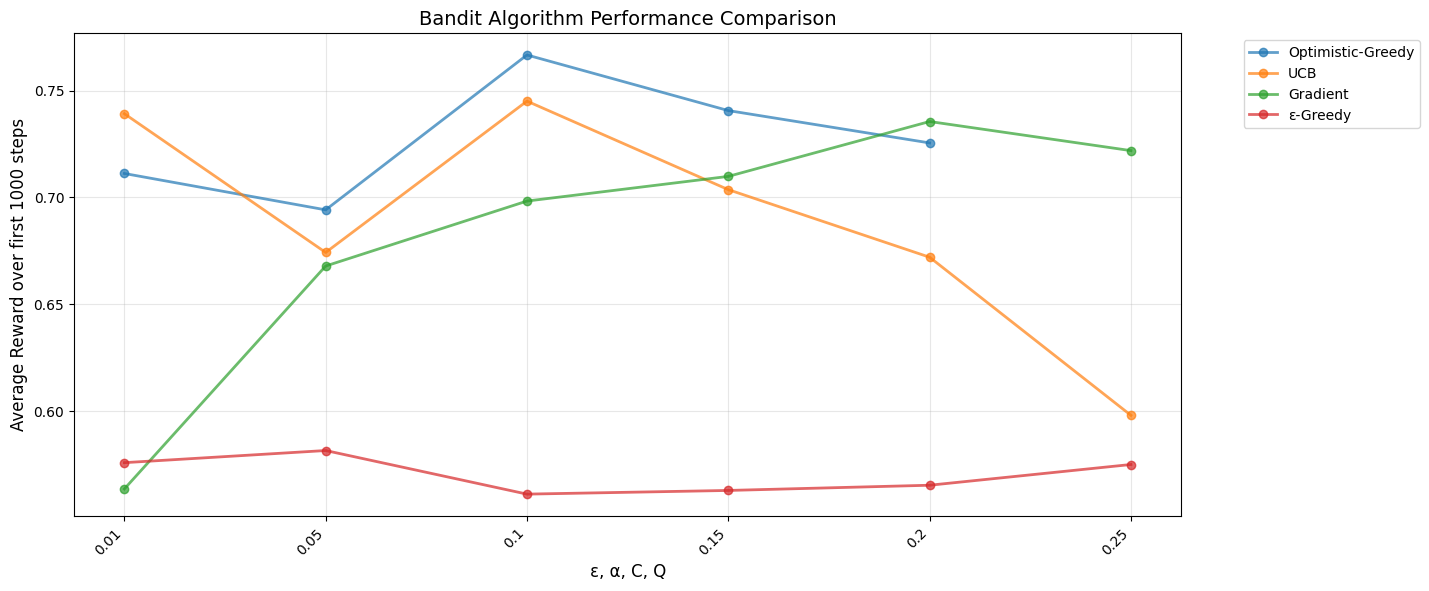 Bandit Algorithm Performance Comparison
Average Reward over first 1000 steps
0.75
0.70
0.65
0.60
0.01
0.05
0.1
0.15
0.2
0.25
ε, α, C, Q
Optimistic-Greedy
UCB
Gradient
ε-Greedy